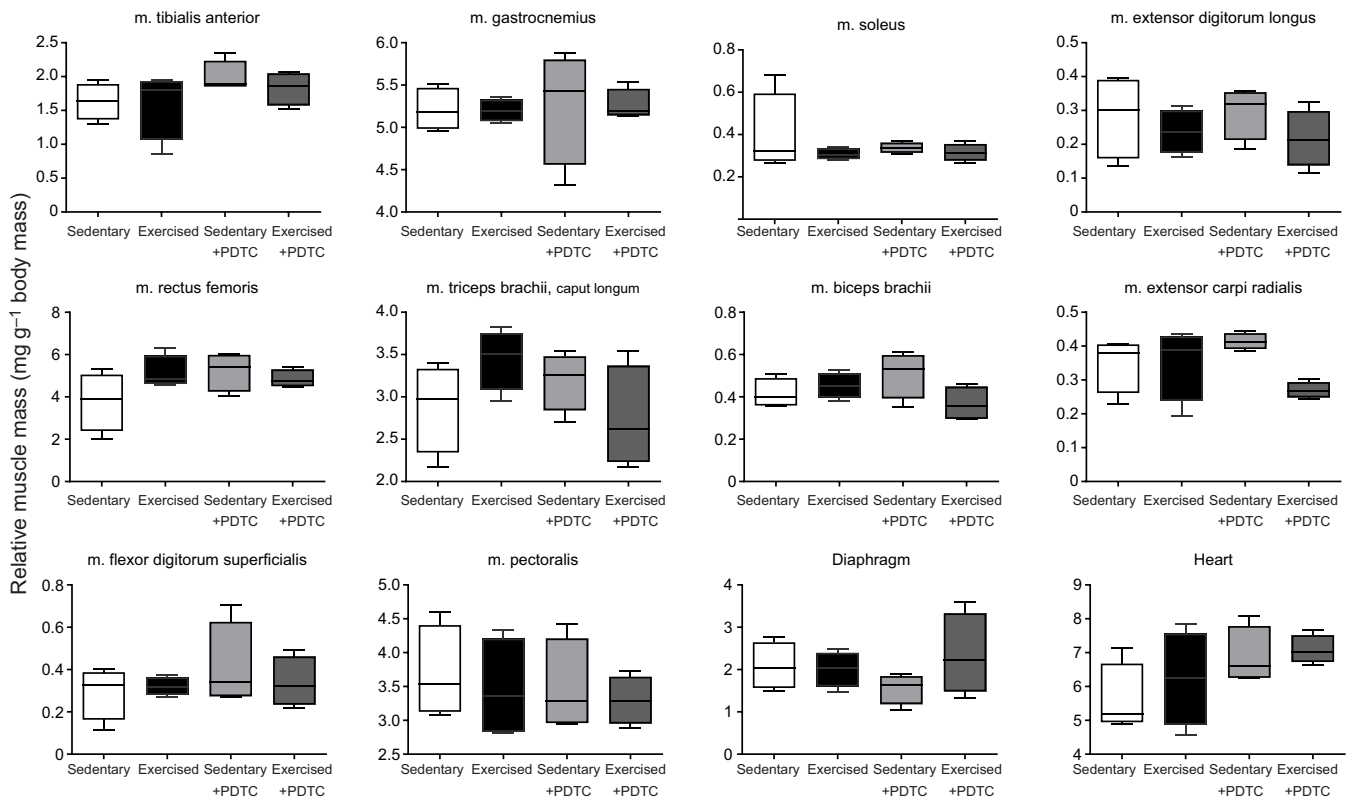 Relative muscle mass (mg g⁻¹ body mass)
m. tibialis anterior
2.5
2.0
1.5
1.0
0.5
0
Sedentary Exercised Sedentary Exercised
+PDTC +PDTC
m. gastrocnemius
6.0
5.5
5.0
4.5
4.0
Sedentary Exercised Sedentary Exercised
+PDTC +PDTC
m. soleus
0.8
0.6
0.4
0.2
Sedentary Exercised Sedentary Exercised
+PDTC +PDTC
m. extensor digitorum longus
0.5
0.4
0.3
0.2
0.1
0
Sedentary Exercised Sedentary Exercised
+PDTC +PDTC
m. rectus femoris
8
6
4
2
0
Sedentary Exercised Sedentary Exercised
+PDTC +PDTC
m. triceps brachii, caput longum
4.0
3.5
3.0
2.5
2.0
Sedentary Exercised Sedentary Exercised
+PDTC +PDTC
m. biceps brachii
0.8
0.6
0.4
0.2
0
Sedentary Exercised Sedentary Exercised
+PDTC +PDTC
m. extensor carpi radialis
0.5
0.4
0.3
0.2
0.1
0
Sedentary Exercised Sedentary Exercised
+PDTC +PDTC
m. flexor digitorum superficialis
0.8
0.6
0.4
0.2
0
Sedentary Exercised Sedentary Exercised
+PDTC +PDTC
m. pectoralis
5.0
4.5
4.0
3.5
3.0
2.5
Sedentary Exercised Sedentary Exercised
+PDTC +PDTC
Diaphragm
4
3
2
1
0
Sedentary Exercised Sedentary Exercised
+PDTC +PDTC
Heart
9
8
7
6
5
4
Sedentary Exercised Sedentary Exercised
+PDTC +PDTC